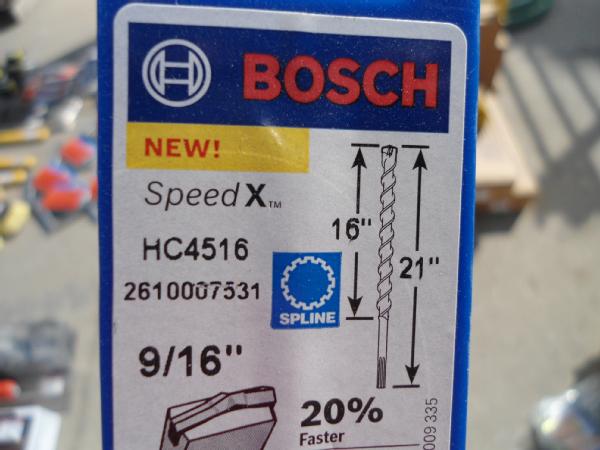 BOSCH
NEW!
Speed X™
HC4516
2610007531
SPLINE
16"
21"
9/16"
20%
Faster
009 335